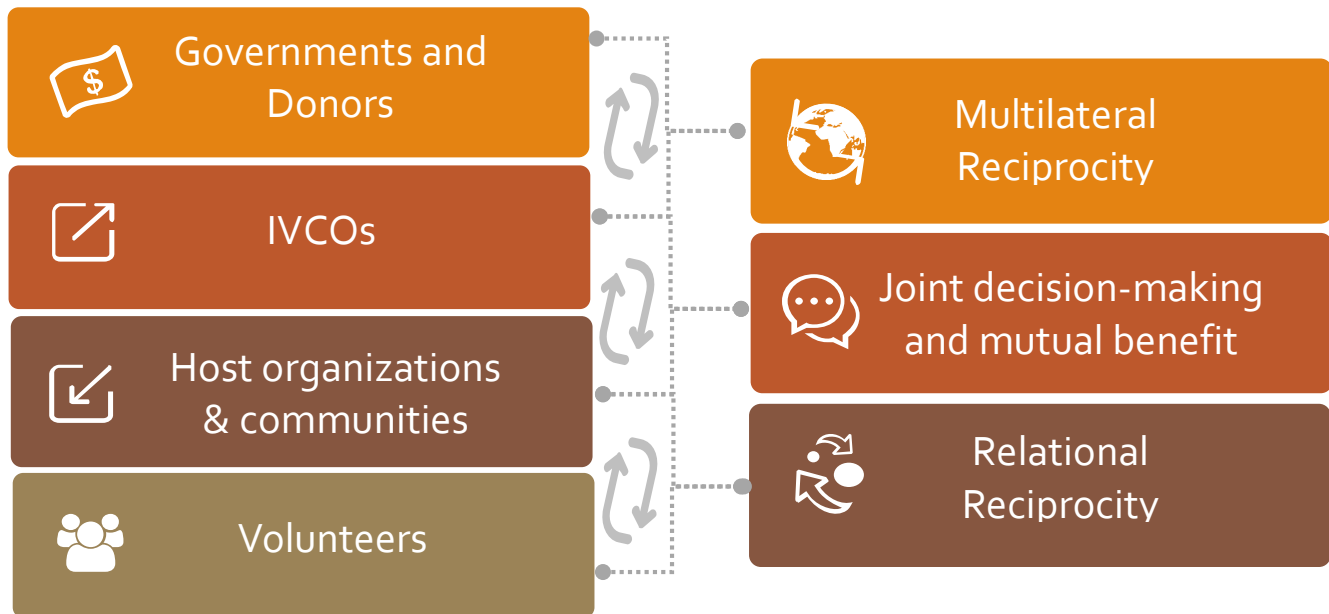 $
Governments and
Donors
IVCOs
Host organizations
& communities
Volunteers
Multilateral
Reciprocity
Joint decision-making
and mutual benefit
Relational
Reciprocity